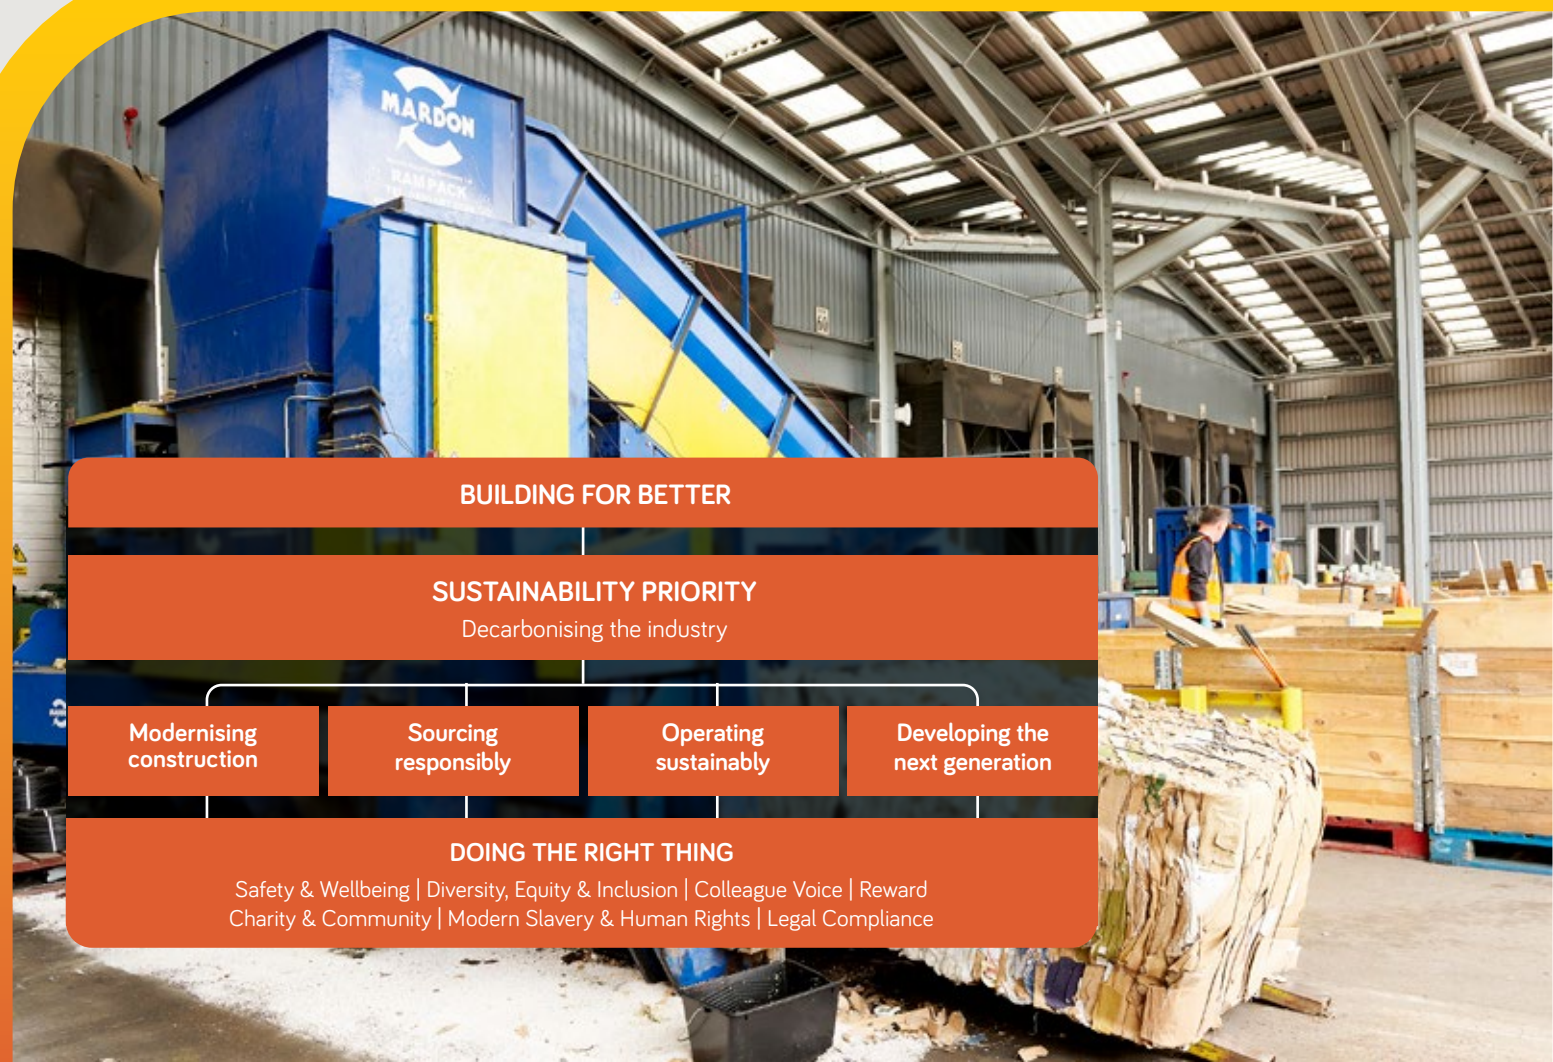 MARDON
RAM PACK
BUILDING FOR BETTER
SUSTAINABILITY PRIORITY
Decarbonising the industry
Modernising
construction
Sourcing
responsibly
Operating
sustainably
Developing the
next generation
DOING THE RIGHT THING
Safety & Wellbeing | Diversity, Equity & Inclusion | Colleague Voice | Reward
Charity & Community | Modern Slavery & Human Rights | Legal Compliance